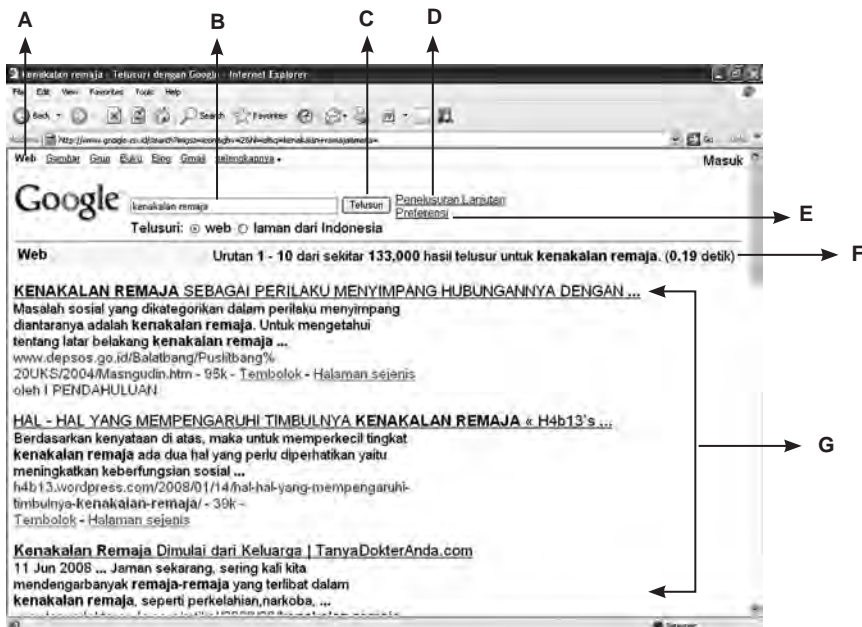 A B C D
kenakalan remaja - Telusuri dengan Google - Internet Explorer
File Edit View Favorites Tools Help
Back Search Favorites
Web Gambar Grup Buku Blog Gmail selengkapnya
Masuk
Google kenakalan remaja Telusuri Penelusuran Lanjutan
Preferensi E
Telusuri: web laman dari Indonesia
Web Urutan 1 - 10 dari sekitar 133,000 hasil telusur untuk kenakalan remaja. (0.19 detik) F
KENAKALAN REMAJA SEBAGAI PERILAKU MENYIMPANG HUBUNGANNYA DENGAN ...
Masalah sosial yang dikategorikan dalam perilaku menyimpang
diantaranya adalah kenakalan remaja. Untuk mengetahui
tentang latar belakang kenakalan remaja ...
www.depsos.go.id/Balatbang/Puslitbang%
20UKS/2004/Masngudin.htm - 95k - Tembolok - Halaman sejenis
oleh I PENDAHULUAN
HAL - HAL YANG MEMPENGARUHI TIMBULNYA KENAKALAN REMAJA « H4b13's ...
Berdasarkan kenyataan di atas, maka untuk memperkecil tingkat
kenakalan remaja ada dua hal yang perlu diperhatikan yaitu
meningkatkan keberfungsian sosial ...
G
h4b13.wordpress.com/2008/01/14/hal-hal-yang-mempengaruhi-
timbulnya-kenakalan-remaja/ - 39k -
Tembolok - Halaman sejenis
Kenakalan Remaja Dimulai dari Keluarga | TanyaDokterAnda.com
11 Jun 2008 ... Jaman sekarang, sering kali kita
mendengarbanyak remaja-remaja yang terlibat dalam
kenakalan remaja, seperti perkelahian,narkoba, ...